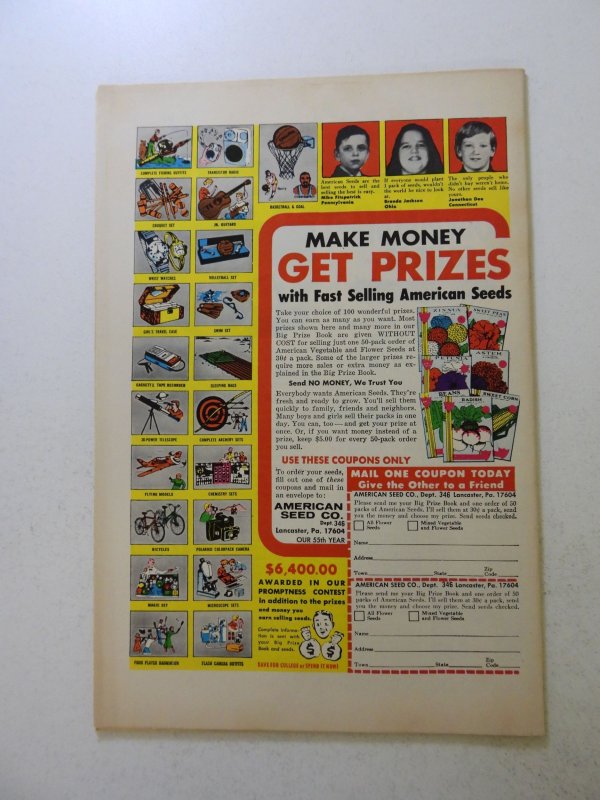 COMPLETE FISHING OUTFITS
TRANSISTOR RADIO
CROQUET SET
JR. GUITARS
WRIST WATCHES
VOLLEYBALL SET
GIRL'S TRAVEL CASE
SWIM SET
CASSETTE TAPE RECORDER
SLEEPING BAGS
30 POWER TELESCOPE
COMPLETE ARCHERY SETS
FLYING MODELS
CHEMISTRY SETS
BICYCLES
POLAROID COLORPACK CAMERA
MAGIC SET
MICROSCOPE SETS
FOUR PLAYER BADMINTON
FLASH CAMERA OUTFITS
BASKETBALL & GOAL
American Seeds are the
best seeds to sell and
selling the best is easy.
Mike Fitzpatrick
Pennsylvania
If everyone would plant
1 pack of seeds, wouldn't
the world be nice to look
at.
Brenda Jackson
Ohio
The only people who
didn't buy weren't home.
No other seeds sell like
yours.
Jonathan Dee
Connecticut
MAKE MONEY
GET PRIZES
with Fast Selling American Seeds
Take your choice of 100 wonderful prizes.
You can earn as many as you want. Most
prizes shown here and many more in our
Big Prize Book are given WITHOUT
COST for selling just one 50-pack order of
American Vegetable and Flower Seeds at
30¢ a pack. Some of the larger prizes re-
quire more sales or extra money as ex-
plained in the Big Prize Book.
Send NO MONEY, We Trust You
Everybody wants American Seeds. They're
fresh and ready to grow. You'll sell them
quickly to family, friends and neighbors.
Many boys and girls sell their packs in one
day. You can, too — and get your prize at
once. Or, if you want money instead of a
prize, keep $5.00 for every 50-pack order
you sell.
ZINNIA
SWEET PEAS
PETUNIA
ASTER
BEANS
RADISH
SWEET CORN
USE THESE COUPONS ONLY
To order your seeds,
fill out one of these
coupons and mail in
an envelope to:
AMERICAN
SEED CO.
Dept. 346
Lancaster, Pa. 17604
OUR 55th YEAR
MAIL ONE COUPON TODAY
Give the Other to a Friend
AMERICAN SEED CO., Dept. 346 Lancaster, Pa. 17604
Please send me your Big Prize Book and one order of 50
packs of American Seeds. I'll sell them at 30¢ a pack, send
you the money and choose my prize. Send seeds checked.
All Flower
Seeds
Mixed Vegetable
and Flower Seeds
Name
Address
Town State Zip
Code
AMERICAN SEED CO., Dept. 346 Lancaster, Pa. 17604
Please send me your Big Prize Book and one order of 50
packs of American Seeds. I'll sell them at 30¢ a pack, send
you the money and choose my prize. Send seeds checked.
All Flower
Seeds
Mixed Vegetable
and Flower Seeds
Name
Address
Town State Zip
Code
$6,400.00
AWARDED IN OUR
PROMPTNESS CONTEST
in addition to the prizes
and money you
earn selling seeds.
Complete informa-
tion is sent with
your Big Prize
Book and seeds.
$ $
SAVE FOR COLLEGE or SPEND IT NOW!